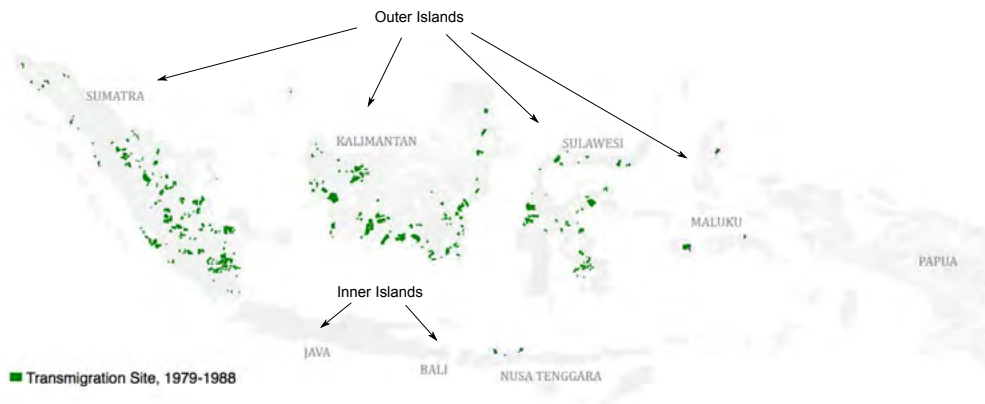 Outer Islands
SUMATRA
KALIMANTAN
SULAWESI
MALUKU
PAPUA
Inner Islands
JAVA
BALI
NUSA TENGGARA
Transmigration Site, 1979-1988